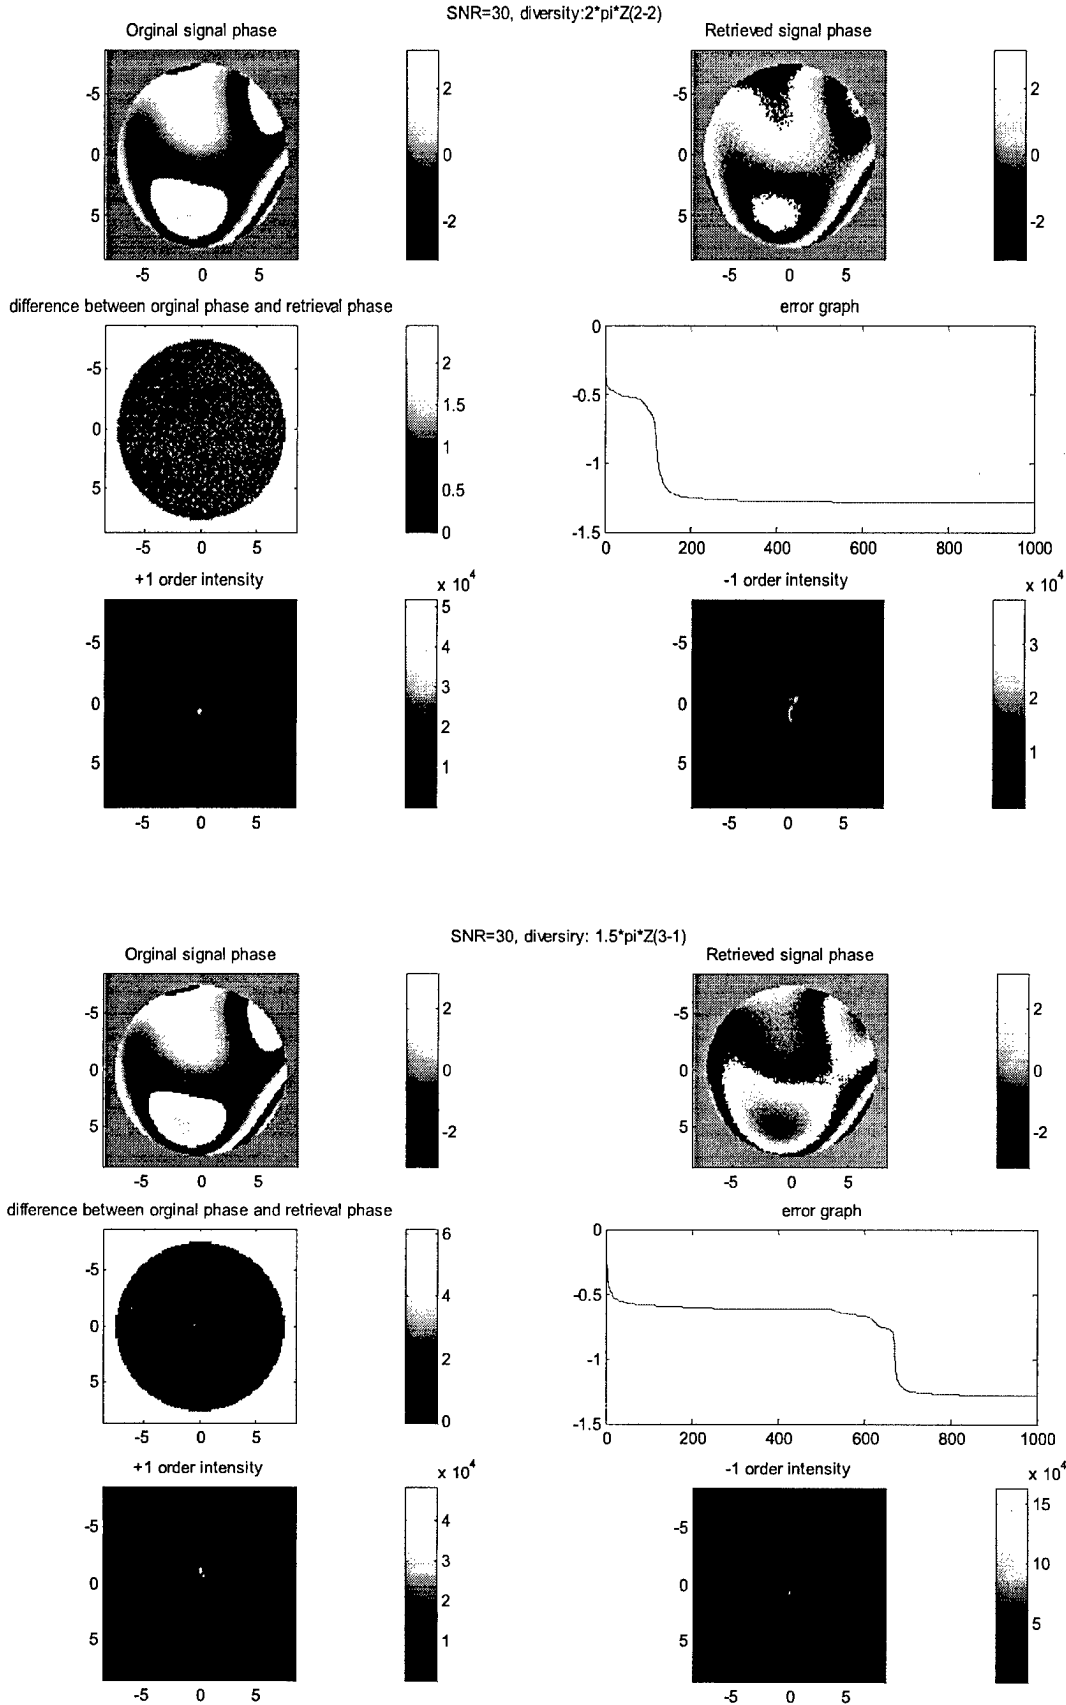 SNR=30, diversity:2*pi*Z(2-2)
Orginal signal phase
Retrieved signal phase
-5
0
5
-5 0 5
2
0
-2
-5
0
5
-5 0 5
2
0
-2
difference between orginal phase and retrieval phase
error graph
-5
0
5
-5 0 5
2
1.5
1
0.5
0
0
-0.5
-1
-1.5
0 200 400 600 800 1000
+1 order intensity
x 10^4
-1 order intensity
x 10^4
-5
0
5
-5 0 5
5
4
3
2
1
-5
0
5
-5 0 5
3
2
1
SNR=30, diversiry: 1.5*pi*Z(3-1)
Orginal signal phase
Retrieved signal phase
-5
0
5
-5 0 5
2
0
-2
-5
0
5
-5 0 5
2
0
-2
difference between orginal phase and retrieval phase
error graph
-5
0
5
-5 0 5
6
4
2
0
0
-0.5
-1
-1.5
0 200 400 600 800 1000
+1 order intensity
x 10^4
-1 order intensity
x 10^4
-5
0
5
-5 0 5
4
3
2
1
-5
0
5
-5 0 5
15
10
5